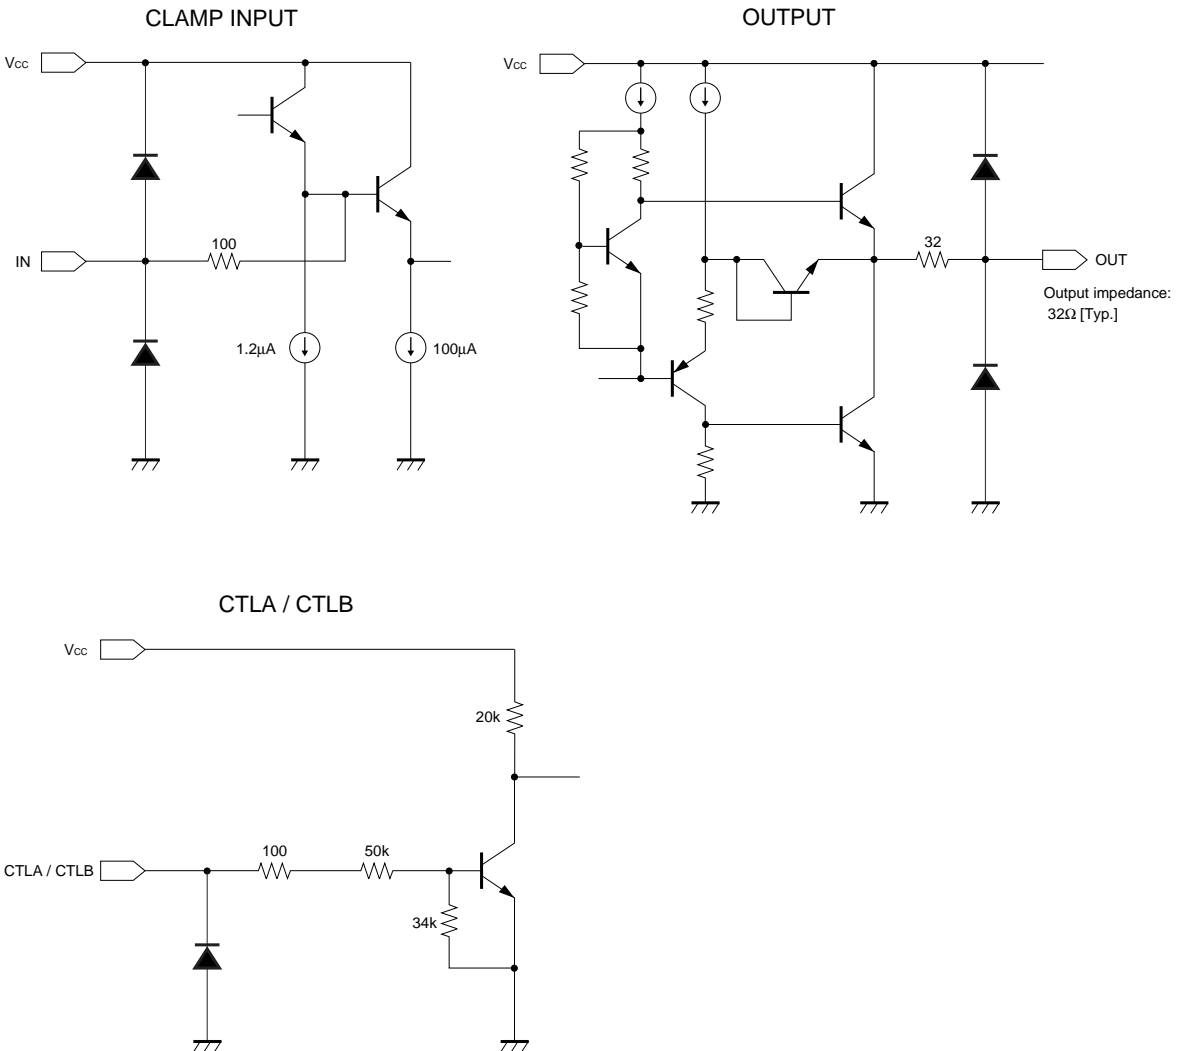 CLAMP INPUT
Vcc
IN
100
1.2μA
100μA
OUTPUT
Vcc
32
OUT
Output impedance:
32Ω [Typ.]
CTLA / CTLB
Vcc
20k
CTLA / CTLB
100
50k
34k